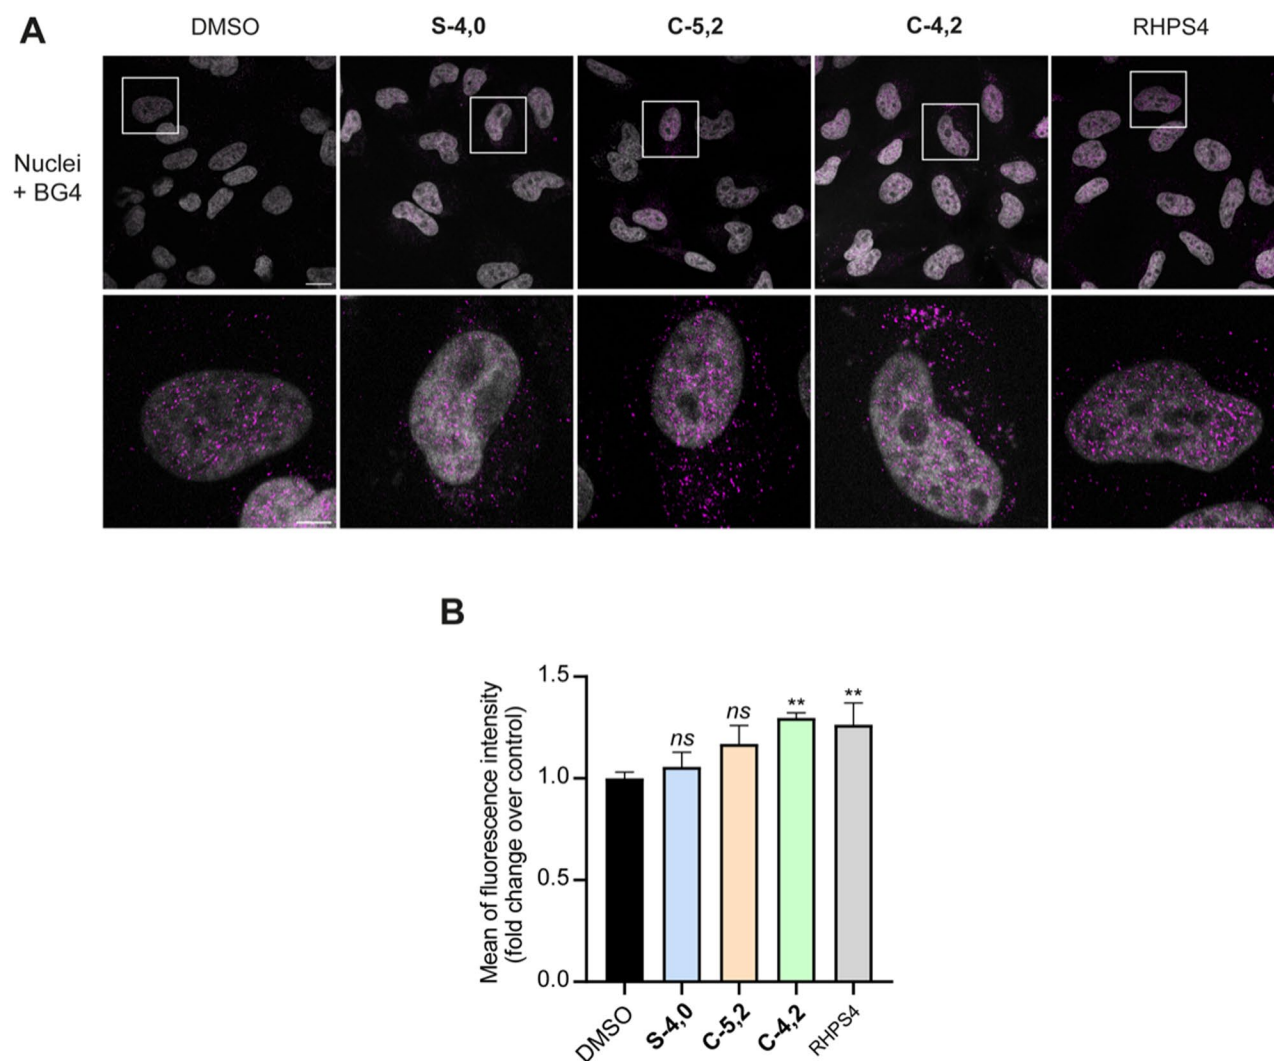 A
DMSO
S-4,0
C-5,2
C-4,2
RHPS4
Nuclei
+ BG4
B
Mean of fluorescence intensity
(fold change over control)
1.5
1.0
0.5
0.0
ns
ns
**
**
DMSO
S-4,0
C-5,2
C-4,2
RHPS4